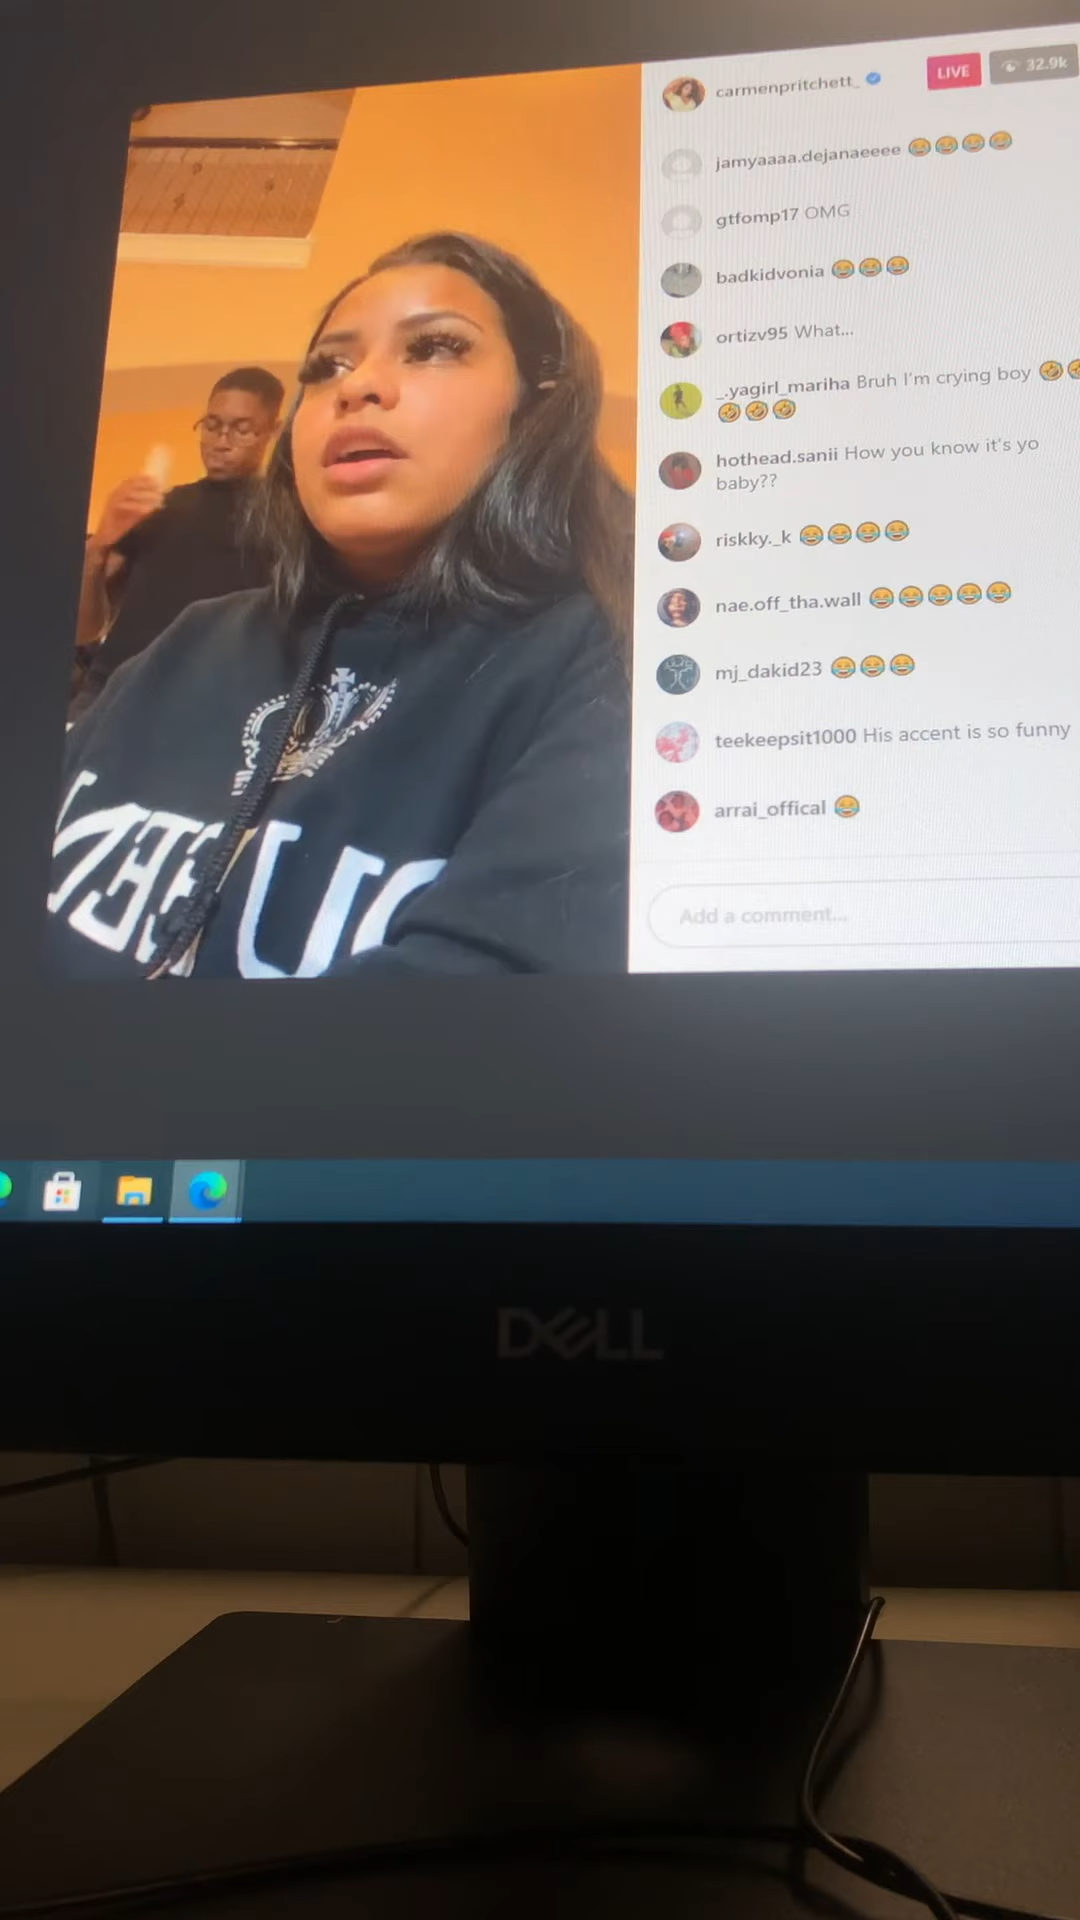 carmenpritchett_
LIVE
32.9k
jamyaaaa.dejanaeeee 😂😂😂😂
gtfomp17 OMG
badkidvonia 😂😂😂
ortizv95 What...
_.yagirl_mariha Bruh I'm crying boy 🤣🤣
🤣🤣🤣
hothead.sanii How you know it's yo
baby??
riskky._k 😂😂😂😂
nae.off_tha.wall 😂😂😂😂😂
mj_dakid23 😂😂😂
teekeepsit1000 His accent is so funny
arrai_offical 😂
Add a comment...
DELL